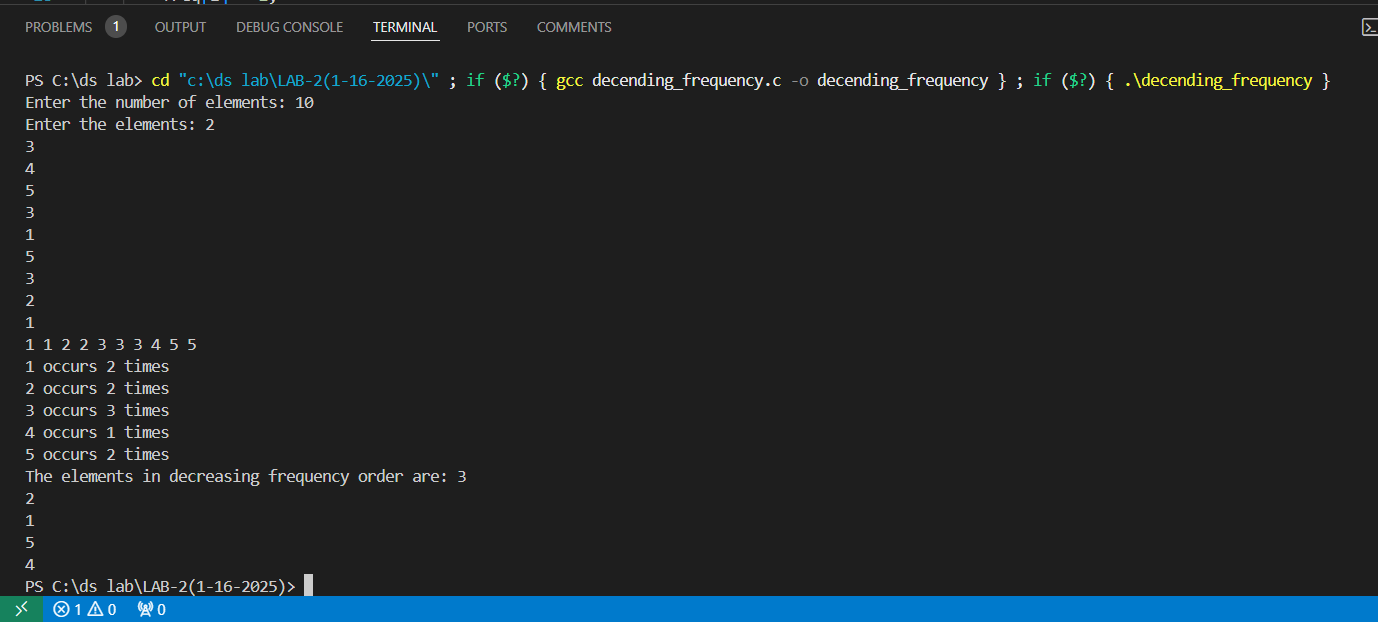 PROBLEMS 1 OUTPUT DEBUG CONSOLE TERMINAL PORTS COMMENTS
PS C:\ds lab> cd "c:\ds lab\LAB-2(1-16-2025)\" ; if ($?) { gcc decending_frequency.c -o decending_frequency } ; if ($?) { .\decending_frequency }
Enter the number of elements: 10
Enter the elements: 2
3
4
5
3
1
5
3
2
1
1 1 2 2 3 3 3 4 5 5
1 occurs 2 times
2 occurs 2 times
3 occurs 3 times
4 occurs 1 times
5 occurs 2 times
The elements in decreasing frequency order are: 3
2
1
5
4
PS C:\ds lab\LAB-2(1-16-2025)>
1 0 0